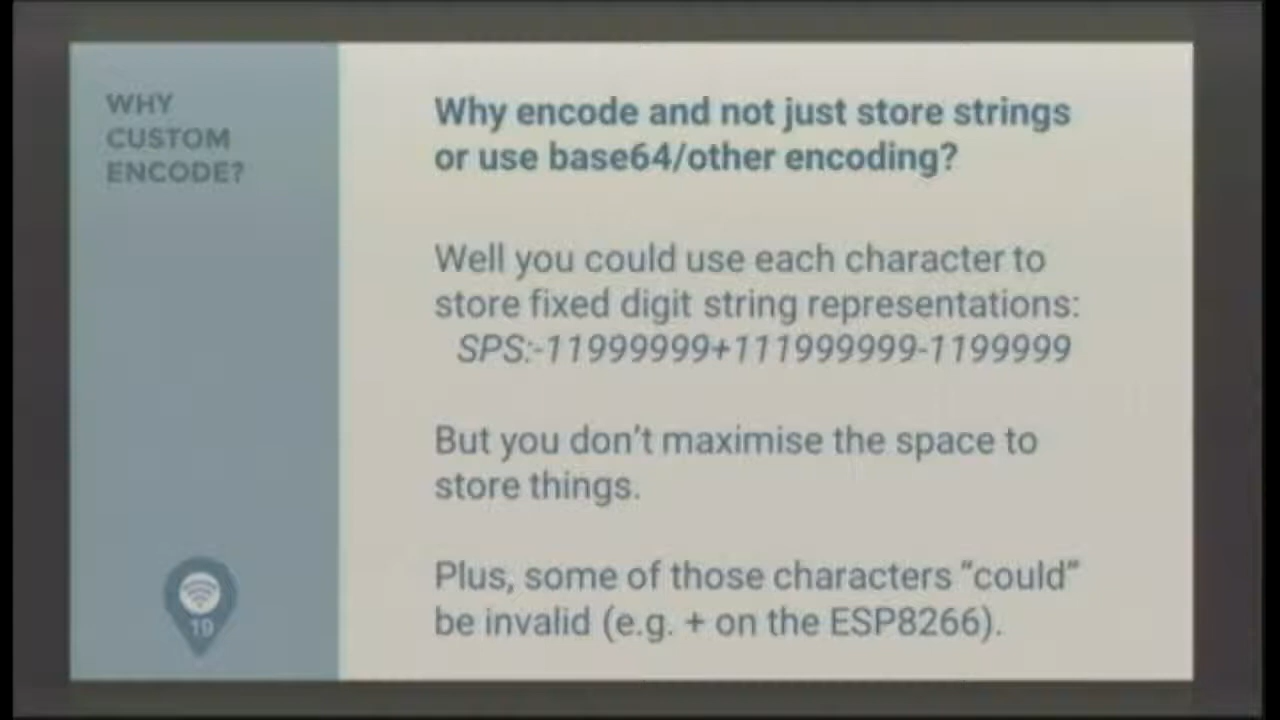 WHY
CUSTOM
ENCODE?
Why encode and not just store strings
or use base64/other encoding?
Well you could use each character to
store fixed digit string representations:
SPS:-11999999+111999999-1199999
But you don't maximise the space to
store things.
Plus, some of those characters “could”
be invalid (e.g. + on the ESP8266).
19